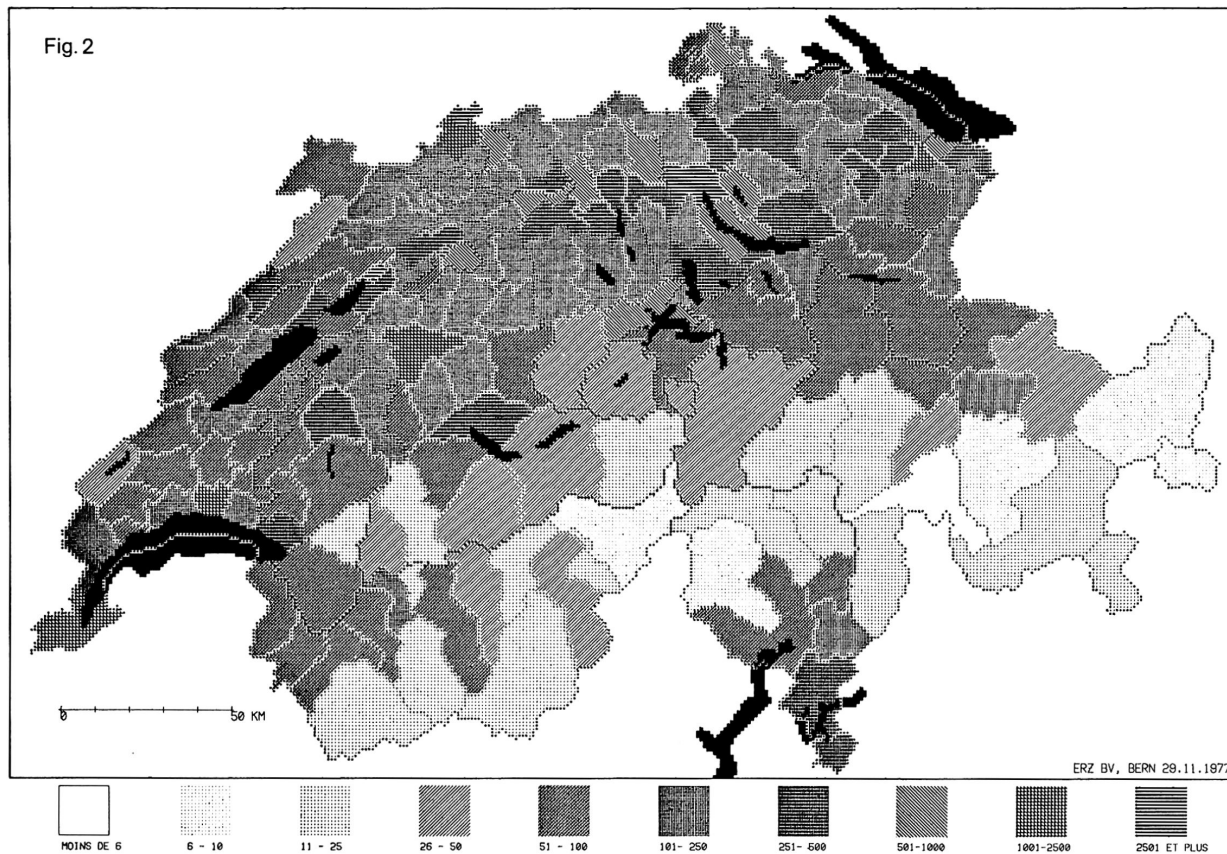 Fig. 2
0 50 KM
ERZ BV, BERN 29.11.1977
MOINS DE 6 6 - 10 11 - 25 26 - 50 51 - 100 101- 250 251- 500 501-1000 1001-2500 2501 ET PLUS